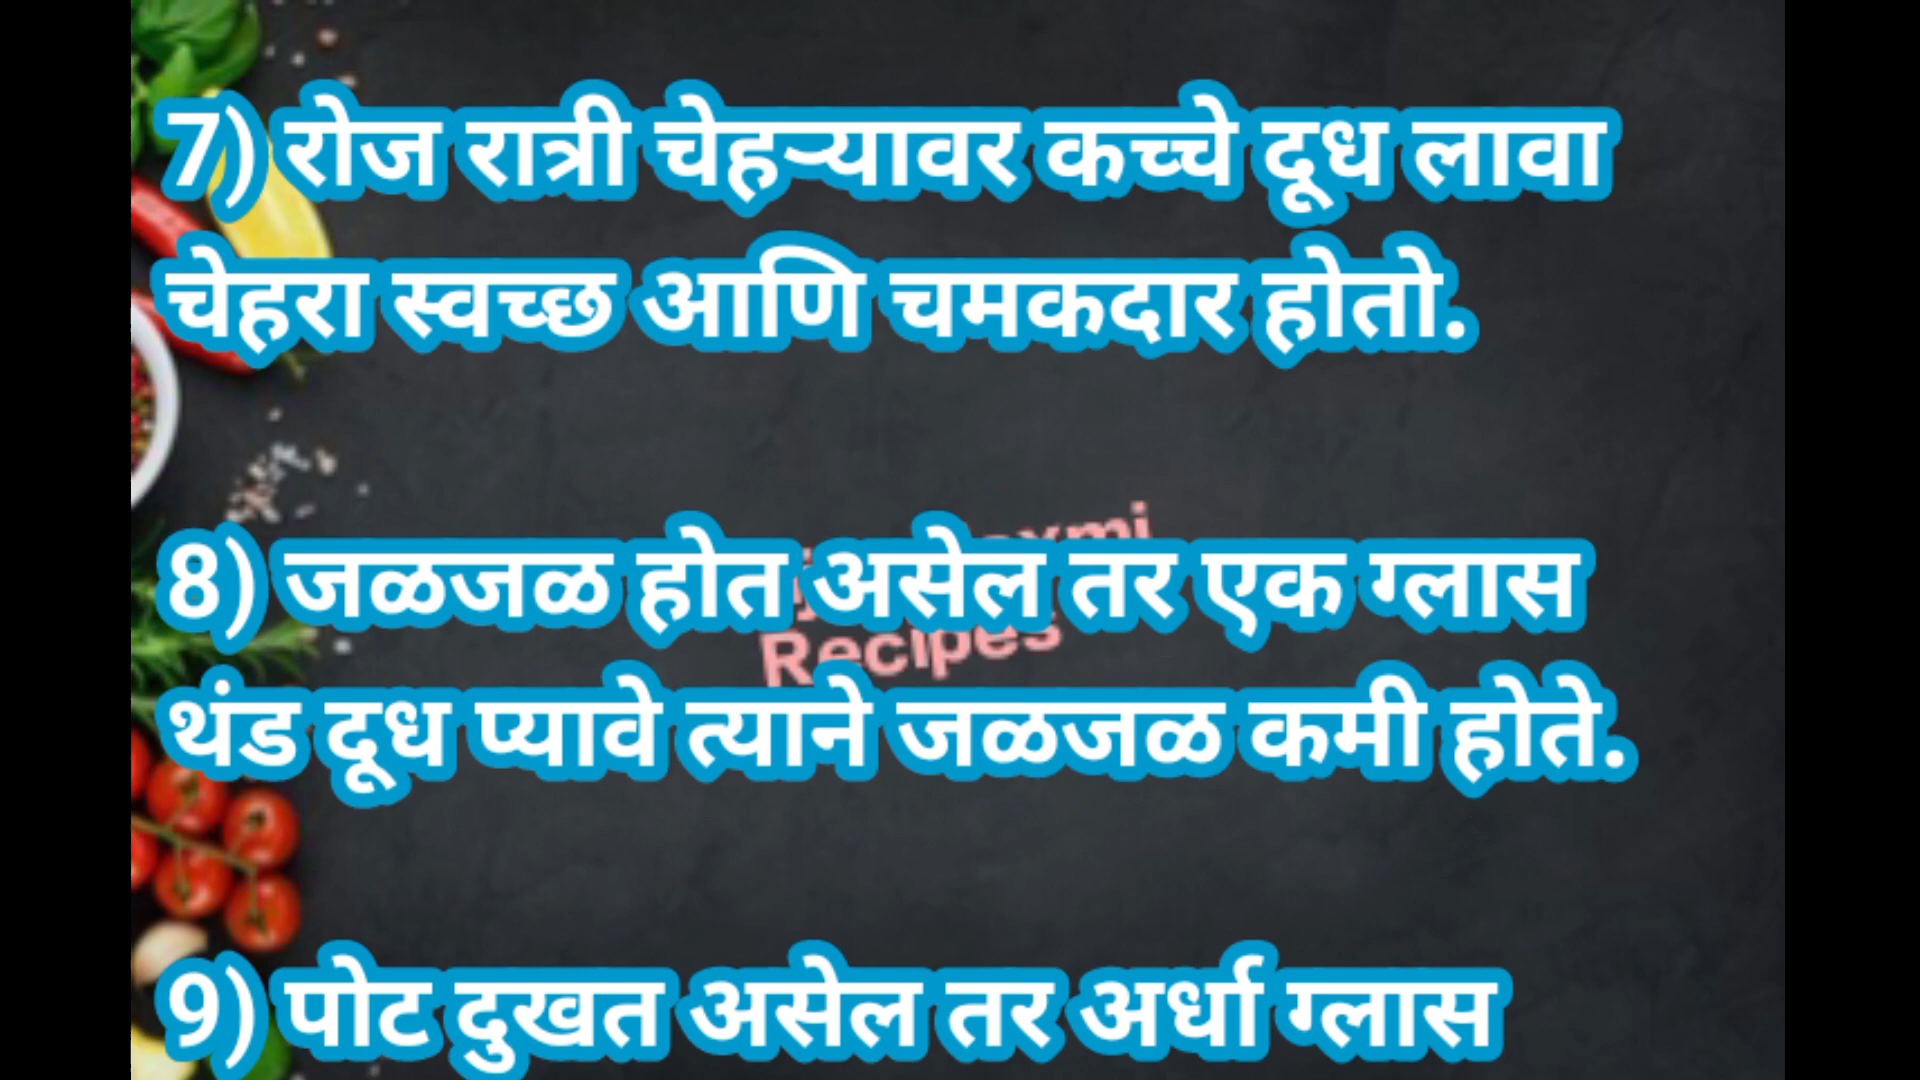 7) रोज रात्री चेहऱ्यावर कच्चे दूध लावा
चेहरा स्वच्छ आणि चमकदार होतो.
8) जळजळ होत असेल तर एक ग्लास
थंड दूध प्यावे त्याने जळजळ कमी होते.
Recipes
9) पोट दुखत असेल तर अर्धा ग्लास